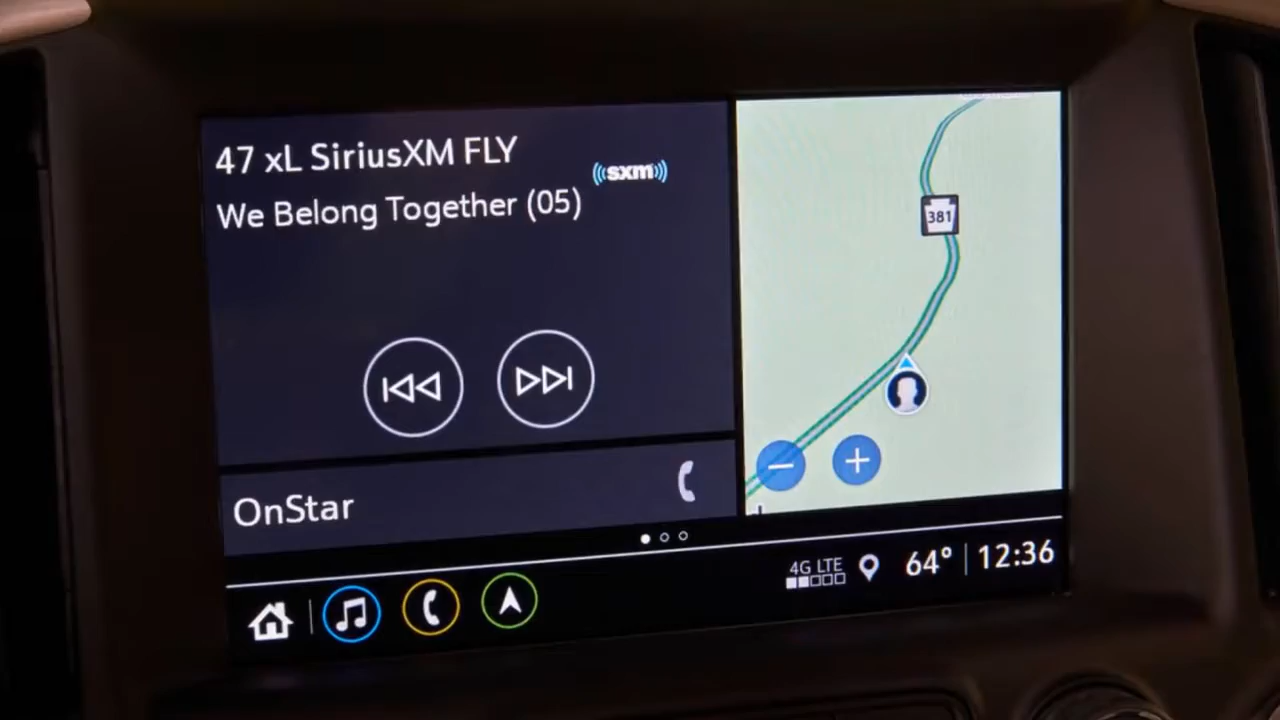 47 xL SiriusXM FLY
sxm
We Belong Together (05)
381
OnStar
4G LTE
64° 12:36